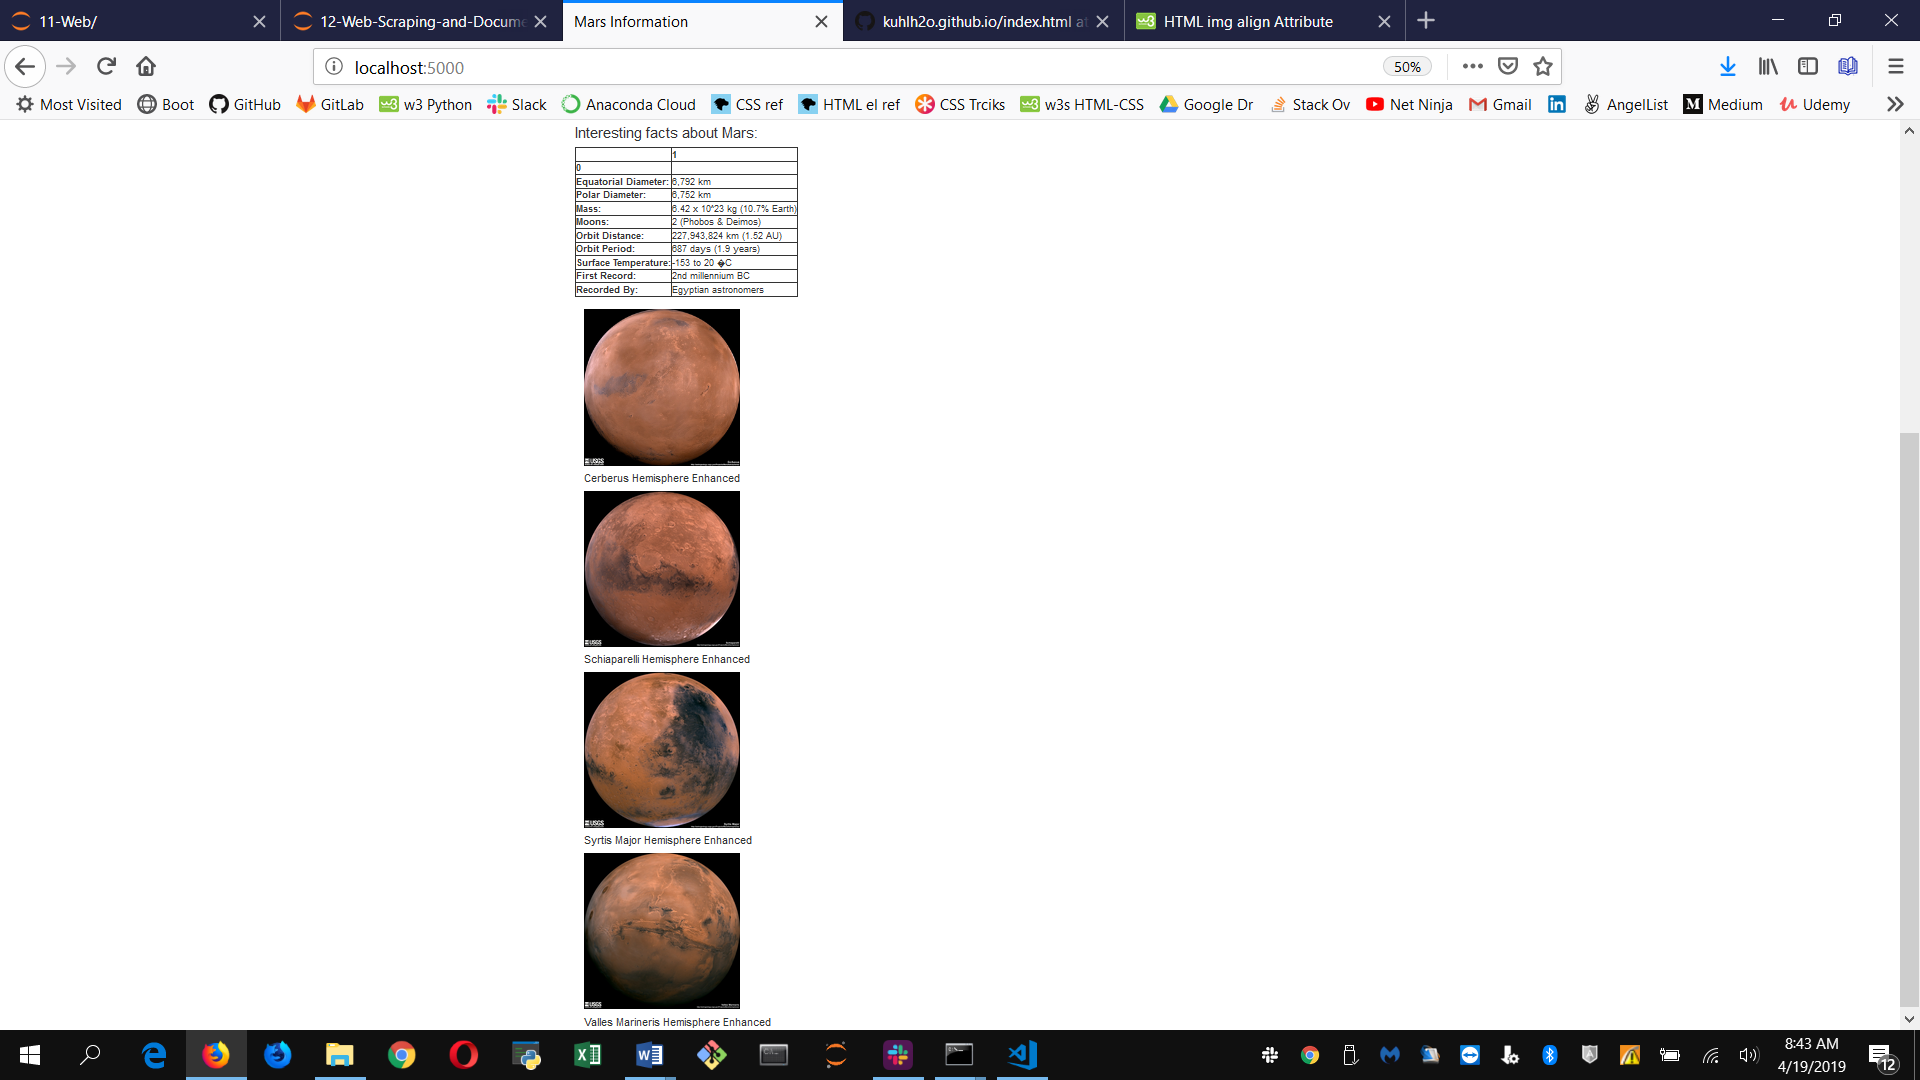 11-Web/
12-Web-Scraping-and-Docume
Mars Information
kuhlh2o.github.io/index.html at
HTML img align Attribute
localhost:5000
50%
Most Visited Boot GitHub GitLab w3 Python Slack Anaconda Cloud CSS ref HTML el ref CSS Trciks w3s HTML-CSS Google Dr Stack Ov Net Ninja Gmail AngelList Medium Udemy
Interesting facts about Mars:
1
0
Equatorial Diameter: 6,792 km
Polar Diameter: 6,752 km
Mass: 6.42 x 10^23 kg (10.7% Earth)
Moons: 2 (Phobos & Deimos)
Orbit Distance: 227,943,824 km (1.52 AU)
Orbit Period: 687 days (1.9 years)
Surface Temperature: -153 to 20 �C
First Record: 2nd millennium BC
Recorded By: Egyptian astronomers
USGS
Cerberus Hemisphere Enhanced
USGS
Schiaparelli Hemisphere Enhanced
USGS
Syrtis Major Hemisphere Enhanced
USGS
Valles Marineris Hemisphere Enhanced
8:43 AM
4/19/2019
12